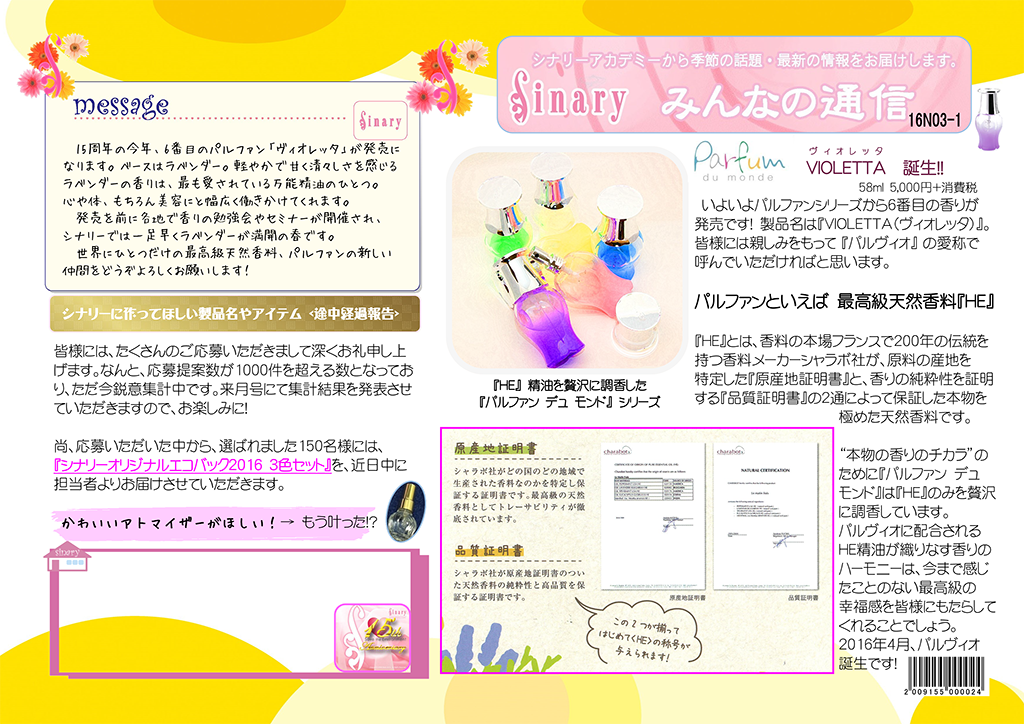 message
Sinary
15周年の今年、6番目のパルファン「ヴィオレッタ」が発売に
なります。ベースはラベンダー。軽やかで甘く清々しさを感じる
ラベンダーの香りは、最も愛されている万能精油のひとつ。
心や体、もちろん美容にと幅広く働きかけてくれます。
発売を前に各地で香りの勉強会やセミナーが開催され、
シナリーでは一足早くラベンダーが満開の春です。
世界にひとつだけの最高級天然香料、パルファンの新しい
仲間をどうぞよろしくお願いします！
シナリーに作ってほしい製品名やアイテム <途中経過報告>
皆様には、たくさんのご応募いただきまして深くお礼申し上
げます。なんと、応募提案数が1000件を超える数となってお
り、ただ今鋭意集計中です。来月号にて集計結果を発表させ
ていただきますので、お楽しみに！
尚、応募いただいた中から、選ばれました150名様には、
『シナリーオリジナルエコバック2016 3色セット』を、近日中に
担当者よりお届けさせていただきます。
かわいいアトマイザーがほしい！→ もう叶った!?
sinary
Sinary
15th
シナリーアカデミーから季節の話題・最新の情報をお届けします。
Sinary みんなの通信
16N03-1
Parfum
du monde
ヴィオレッタ
VIOLETTA 誕生!!
58ml 5,000円+消費税
いよいよパルファンシリーズから6番目の香りが
発売です！ 製品名は『VIOLETTA(ヴィオレッタ)』。
皆様には親しみをもって『パルヴィオ』の愛称で
呼んでいただければと思います。
『HE』 精油を贅沢に調香した
『パルファン デュ モンド』 シリーズ
パルファンといえば 最高級天然香料『HE』
『HE』とは、香料の本場フランスで200年の伝統を
持つ香料メーカーシャラボ社が、原料の産地を
特定した『原産地証明書』と、香りの純粋性を証明
する『品質証明書』の2通によって保証した本物を
極めた天然香料です。
“本物の香りのチカラ”の
ために『パルファン デュ
モンド』は『HE』のみを贅沢
に調香しています。
パルヴィオに配合される
HE精油が織りなす香りの
ハーモニーは、今まで感じ
たことのない最高級の
幸福感を皆様にもたらして
くれることでしょう。
2016年4月、パルヴィオ
誕生です！
原産地証明書
シャラボ社がどの国のどの地域で
生産された香料なのかを特定し保
証する証明書です。最高級の天然
香料としてトレーサビリティが徹
底されています。
品質証明書
シャラボ社が原産地証明書のつい
た天然香料の純粋性と高品質を保
証する証明書です。
charabot
charabot
NATURAL CERTIFICATION
原産地証明書
品質証明書
この2つが揃って
はじめて<HE>の称号が
与えられます！
2 009155 000024